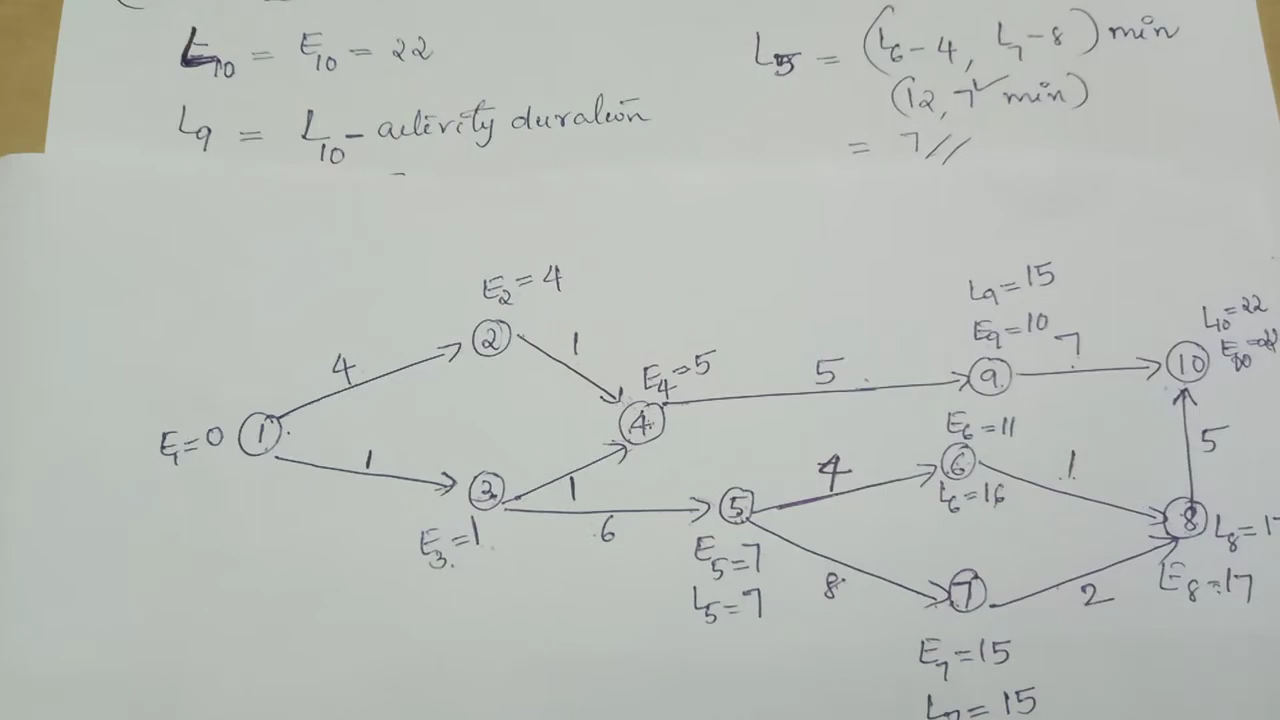 L10 = E10 = 22
L9 = L10 - activity duration
L5 = (L6 - 4, L7 - 8) min
(12, 7 min)
= 7 //
E2 = 4
2
4
1
E1 = 0
1
1
3
E3 = 1
1
6
E4 = 5
4
5
L9 = 15
E9 = 10
9
7
L10 = 22
10
5
5
E5 = 7
L5 = 7
4
E6 = 11
6
L6 = 16
1
8
E8 = 17
8
7
2
E7 = 15
L7 = 15